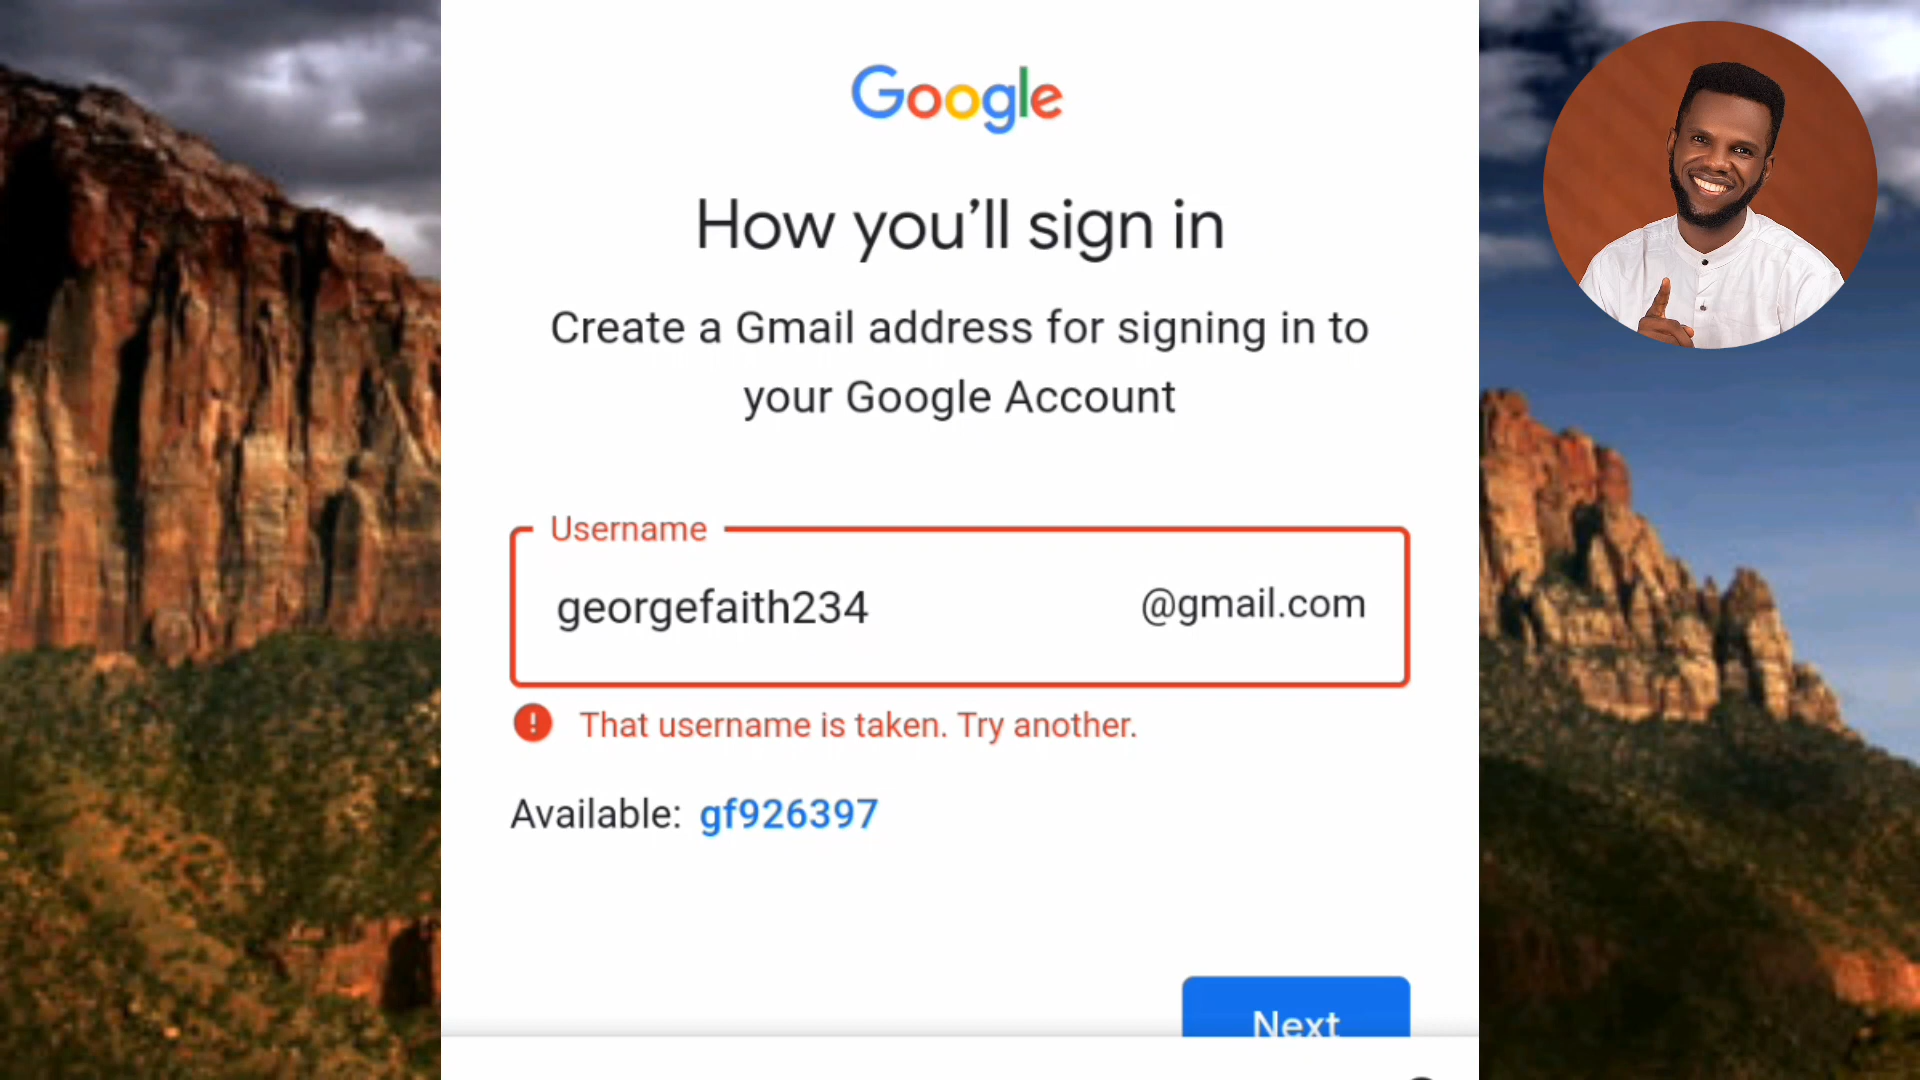 Google
How you’ll sign in
Create a Gmail address for signing in to
your Google Account
Username
georgefaith234 @gmail.com
That username is taken. Try another.
Available: gf926397
Next